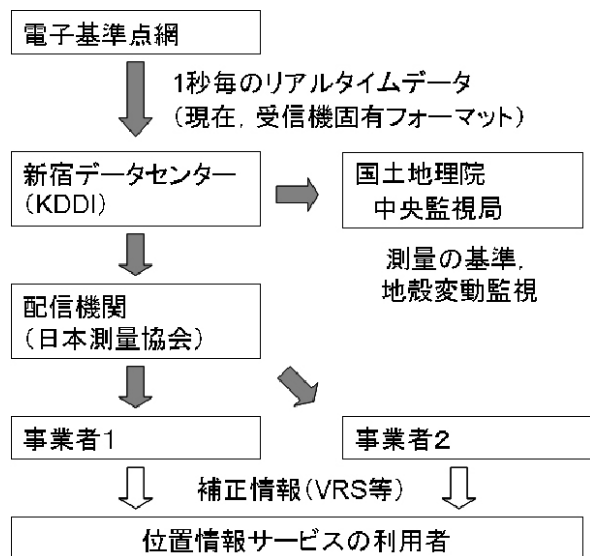 電子基準点網
1秒毎のリアルタイムデータ
(現在, 受信機固有フォーマット)
新宿データセンター
(KDDI)
国土地理院
中央監視局
測量の基準,
地殻変動監視
配信機関
(日本測量協会)
事業者1
事業者2
補正情報(VRS等)
位置情報サービスの利用者